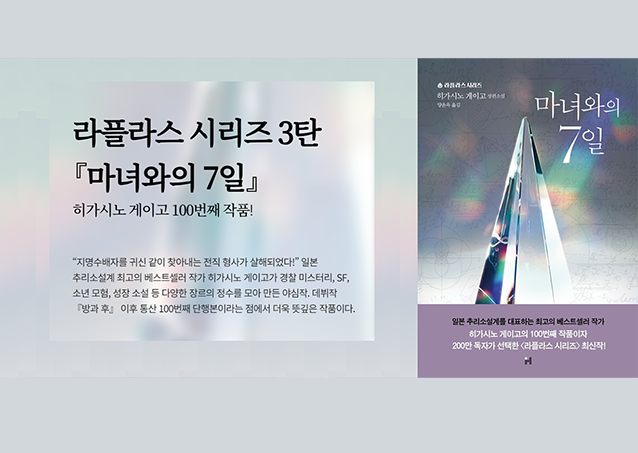 라플라스 시리즈 3탄
『마녀와의 7일』
히가시노 게이고 100번째 작품!
“지명수배자를 귀신 같이 찾아내는 전직 형사가 살해되었다!” 일본
추리소설계 최고의 베스트셀러 작가 히가시노 게이고가 경찰 미스터리, SF,
소년 모험, 성장 소설 등 다양한 장르의 정수를 모아 만든 야심작. 데뷔작
『방과 후』 이후 통산 100번째 단행본이라는 점에서 더욱 뜻깊은 작품이다.
라플라스 시리즈
히가시노 게이고 장편소설
양윤옥 옮김
마녀와의
7일
일본 추리소설계를 대표하는 최고의 베스트셀러 작가
히가시노 게이고의 100번째 작품이자
200만 독자가 선택한 〈라플라스 시리즈〉 최신작!